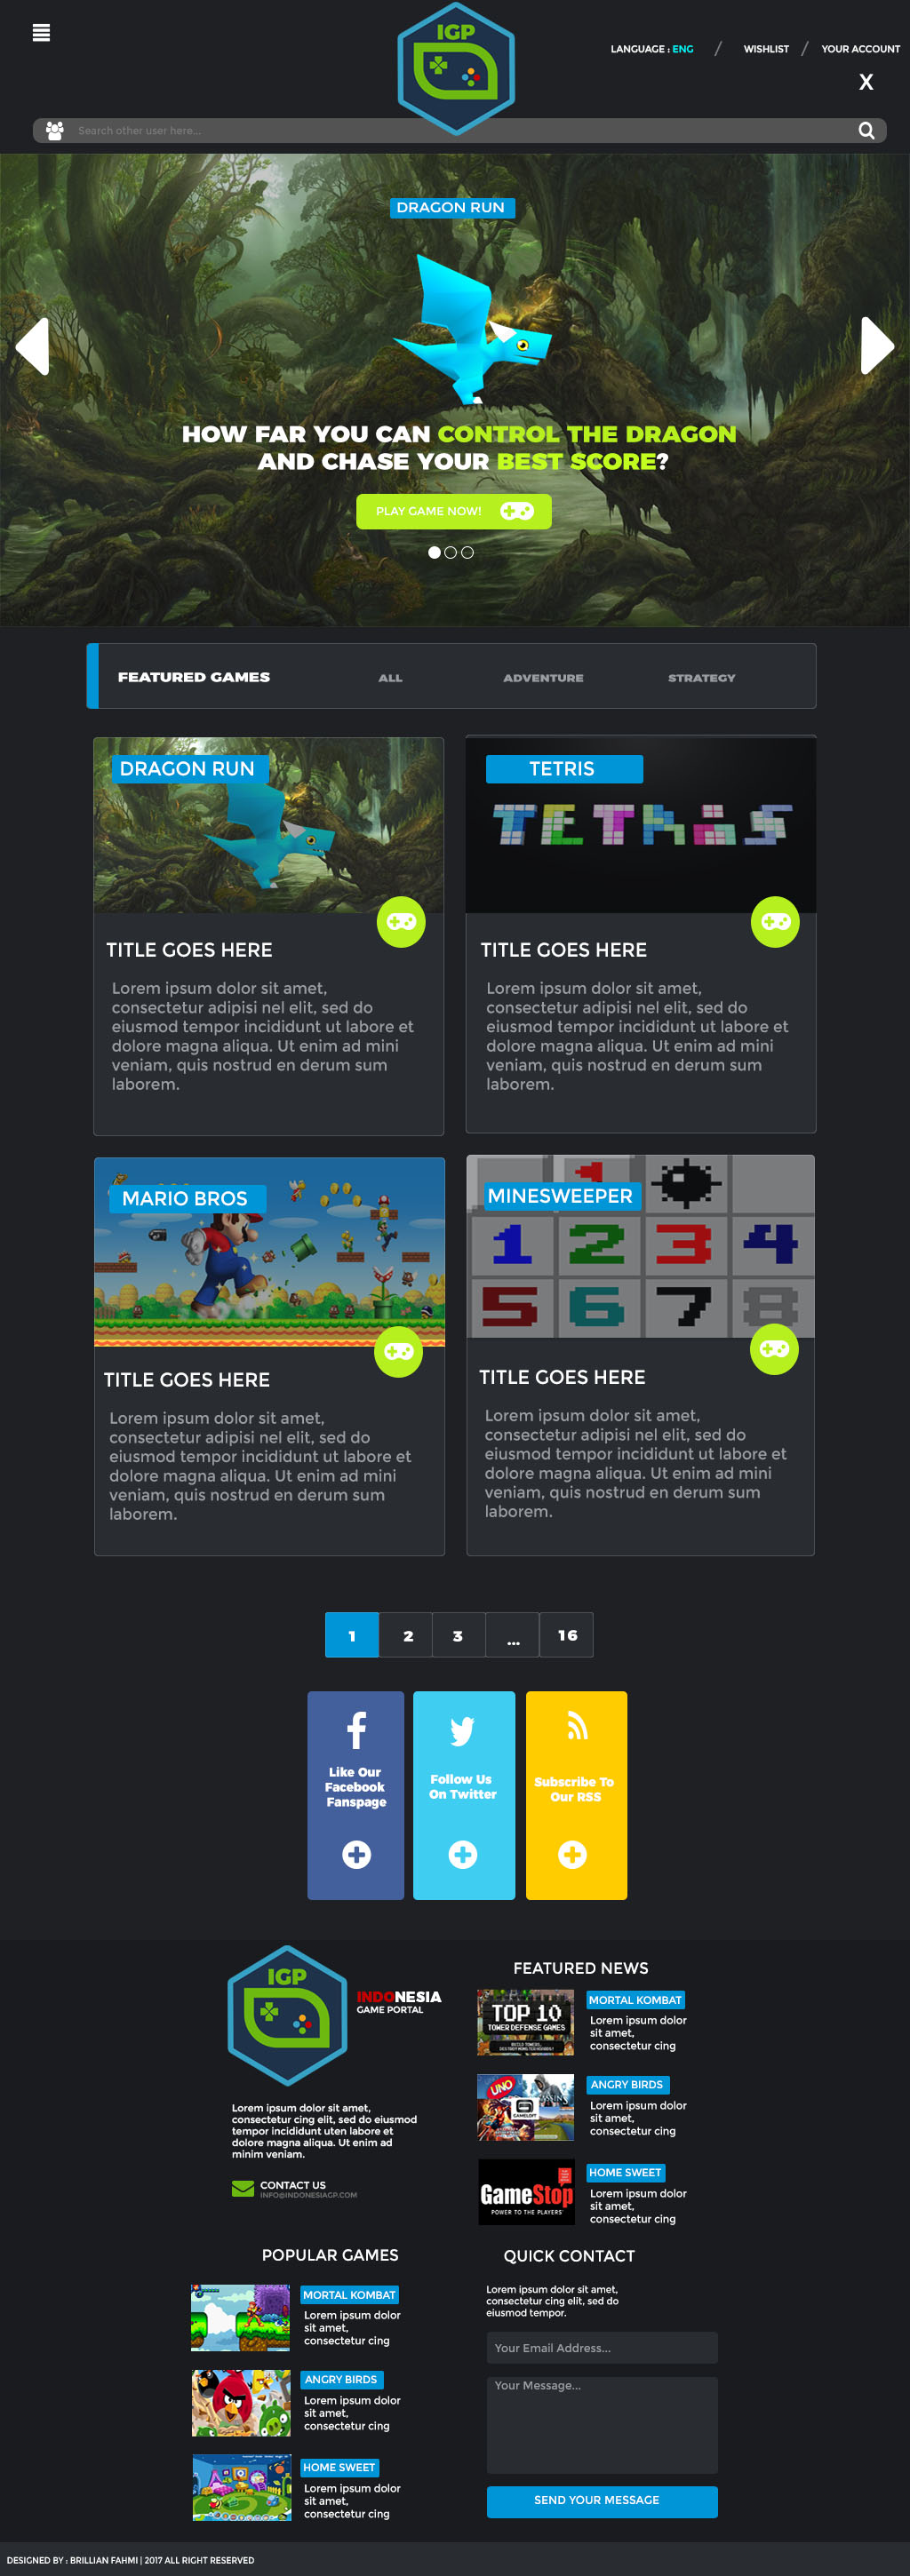 IGP
LANGUAGE : ENG / WISHLIST / YOUR ACCOUNT
X
Search other user here...
DRAGON RUN
HOW FAR YOU CAN CONTROL THE DRAGON
AND CHASE YOUR BEST SCORE?
PLAY GAME NOW!
FEATURED GAMES
ALL
ADVENTURE
STRATEGY
DRAGON RUN
TITLE GOES HERE
Lorem ipsum dolor sit amet,
consectetur adipisi nel elit, sed do
eiusmod tempor incididunt ut labore et
dolore magna aliqua. Ut enim ad mini
veniam, quis nostrud en derum sum
laborem.
TETRIS
TETRIS
TITLE GOES HERE
Lorem ipsum dolor sit amet,
consectetur adipisi nel elit, sed do
eiusmod tempor incididunt ut labore et
dolore magna aliqua. Ut enim ad mini
veniam, quis nostrud en derum sum
laborem.
MARIO BROS
TITLE GOES HERE
Lorem ipsum dolor sit amet,
consectetur adipisi nel elit, sed do
eiusmod tempor incididunt ut labore et
dolore magna aliqua. Ut enim ad mini
veniam, quis nostrud en derum sum
laborem.
MINESWEEPER
1 2 3 4
5 6 7 8
TITLE GOES HERE
Lorem ipsum dolor sit amet,
consectetur adipisi nel elit, sed do
eiusmod tempor incididunt ut labore et
dolore magna aliqua. Ut enim ad mini
veniam, quis nostrud en derum sum
laborem.
1 2 3 ... 16
Like Our
Facebook
Fanspage
Follow Us
On Twitter
Subscribe To
Our RSS
IGP
INDONESIA
GAME PORTAL
Lorem ipsum dolor sit amet,
consectetur cing elit, sed do eiusmod
tempor incididunt uten labore et
dolore magna aliqua. Ut enim ad
minim veniam.
CONTACT US
INFO@INDONESIAGP.COM
FEATURED NEWS
TOP 10
TOWER DEFENSE GAMES
MORTAL KOMBAT
Lorem ipsum dolor
sit amet,
consectetur cing
UNO
GAMELOFT
ANGRY BIRDS
Lorem ipsum dolor
sit amet,
consectetur cing
GameStop
POWER TO THE PLAYERS
HOME SWEET
Lorem ipsum dolor
sit amet,
consectetur cing
POPULAR GAMES
MORTAL KOMBAT
Lorem ipsum dolor
sit amet,
consectetur cing
ANGRY BIRDS
Lorem ipsum dolor
sit amet,
consectetur cing
HOME SWEET
Lorem ipsum dolor
sit amet,
consectetur cing
QUICK CONTACT
Lorem ipsum dolor sit amet,
consectetur cing elit, sed do
eiusmod tempor.
Your Email Address...
Your Message...
SEND YOUR MESSAGE
DESIGNED BY : BRILLIAN FAHMI | 2017 ALL RIGHT RESERVED